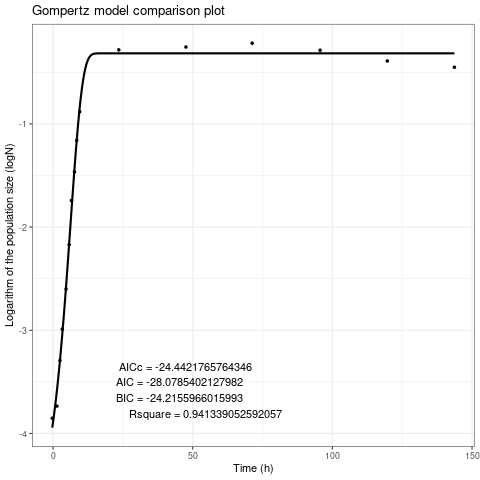 Gompertz model comparison plot
Logarithm of the population size (logN)
-1
-2
-3
-4
AICc = -24.4421765764346
AIC = -28.0785402127982
BIC = -24.2155966015993
Rsquare = 0.941339052592057
0 50 100 150
Time (h)